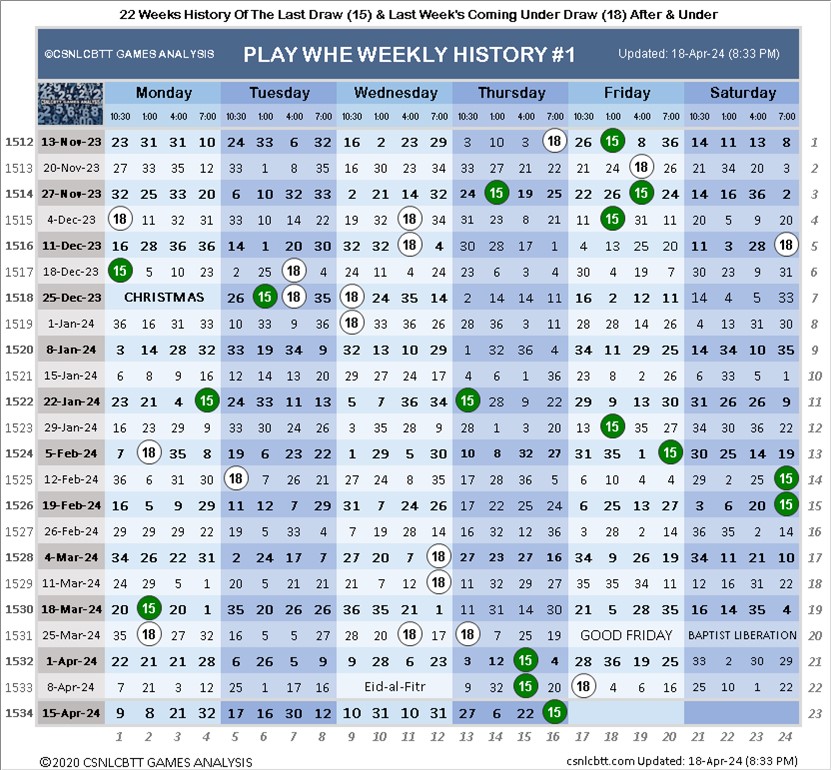 22 Weeks History Of The Last Draw (15) & Last Week's Coming Under Draw (18) After & Under
©CSNLCBTT GAMES ANALYSIS PLAY WHE WEEKLY HISTORY #1 Updated: 18-Apr-24 (8:33 PM)
CSNLCBTT GAMES ANALYSIS Monday Tuesday Wednesday Thursday Friday Saturday
10:30 1:00 4:00 7:00 10:30 1:00 4:00 7:00 10:30 1:00 4:00 7:00 10:30 1:00 4:00 7:00 10:30 1:00 4:00 7:00 10:30 1:00 4:00 7:00
1512 13-Nov-23 23 31 31 10 24 33 6 32 16 2 23 29 3 10 3 18 26 15 8 36 14 11 13 8 1
1513 20-Nov-23 27 33 35 12 33 1 8 35 16 30 23 34 33 27 21 22 23 24 18 26 21 34 20 3 2
1514 27-Nov-23 32 25 33 20 6 10 32 33 2 21 14 32 24 15 19 25 22 26 15 24 14 16 36 2 3
1515 4-Dec-23 18 11 32 31 33 10 14 22 19 32 18 34 31 23 8 21 11 15 31 11 20 5 9 20 4
1516 11-Dec-23 16 28 36 36 14 1 20 30 32 32 18 4 30 28 17 1 4 13 25 20 11 3 28 18 5
1517 18-Dec-23 15 5 10 23 2 25 18 4 24 11 4 24 23 6 3 4 30 4 19 7 30 23 9 31 6
1518 25-Dec-23 CHRISTMAS 26 15 18 35 18 24 35 14 2 14 14 11 16 2 12 11 14 4 5 33 7
1519 1-Jan-24 36 16 31 33 10 33 9 36 18 33 36 26 28 36 3 11 28 28 14 26 4 13 31 30 8
1520 8-Jan-24 3 14 28 32 33 19 34 9 32 13 10 29 1 32 36 4 34 11 29 25 14 34 10 35 9
1521 15-Jan-24 6 8 9 16 12 14 13 20 29 27 24 17 4 6 1 36 23 8 2 26 6 33 5 1 10
1522 22-Jan-24 23 21 4 15 24 33 11 13 5 7 36 34 15 28 9 22 29 9 13 30 31 26 26 9 11
1523 29-Jan-24 16 23 29 9 33 30 24 26 3 35 28 9 28 1 3 20 13 15 35 27 34 30 36 22 12
1524 5-Feb-24 7 18 35 8 19 6 23 22 1 29 5 30 10 8 32 27 31 35 1 15 30 25 14 19 13
1525 12-Feb-24 36 6 31 30 18 7 26 21 27 26 34 13 17 28 35 14 6 10 4 4 29 2 25 15 14
1526 19-Feb-24 16 5 9 29 11 12 7 29 31 7 24 26 17 22 25 24 25 6 5 27 3 6 20 15 15
1527 26-Feb-24 29 29 29 22 19 5 33 4 7 19 28 14 16 32 12 36 3 28 2 14 36 35 2 14 16
1528 4-Mar-24 34 26 22 31 2 24 17 7 27 20 7 18 27 23 27 16 34 9 26 19 34 11 21 10 17
1529 11-Mar-24 24 29 5 1 20 5 21 21 21 7 12 18 11 32 29 27 35 35 34 11 12 16 31 22 18
1530 18-Mar-24 20 15 20 1 35 20 26 26 36 35 21 1 11 31 14 30 21 5 28 35 16 14 35 4 19
1531 25-Mar-24 35 18 27 32 16 5 5 27 28 20 18 17 18 7 25 19 GOOD FRIDAY BAPTIST LIBERATION 20
1532 1-Apr-24 22 21 21 28 6 26 5 9 9 28 6 23 3 12 15 4 28 36 19 25 33 2 30 29 21
1533 8-Apr-24 7 21 3 12 25 1 17 16 Eid-al-Fitr 9 32 15 20 18 4 6 16 25 10 1 22 22
1534 15-Apr-24 9 8 21 32 17 16 30 12 10 31 10 31 27 6 22 15 23
1 2 3 4 5 6 7 8 9 10 11 12 13 14 15 16 17 18 19 20 21 22 23 24
©2020 CSNLCBTT GAMES ANALYSIS csnlcbtt.com Updated: 18-Apr-24 (8:33 PM)